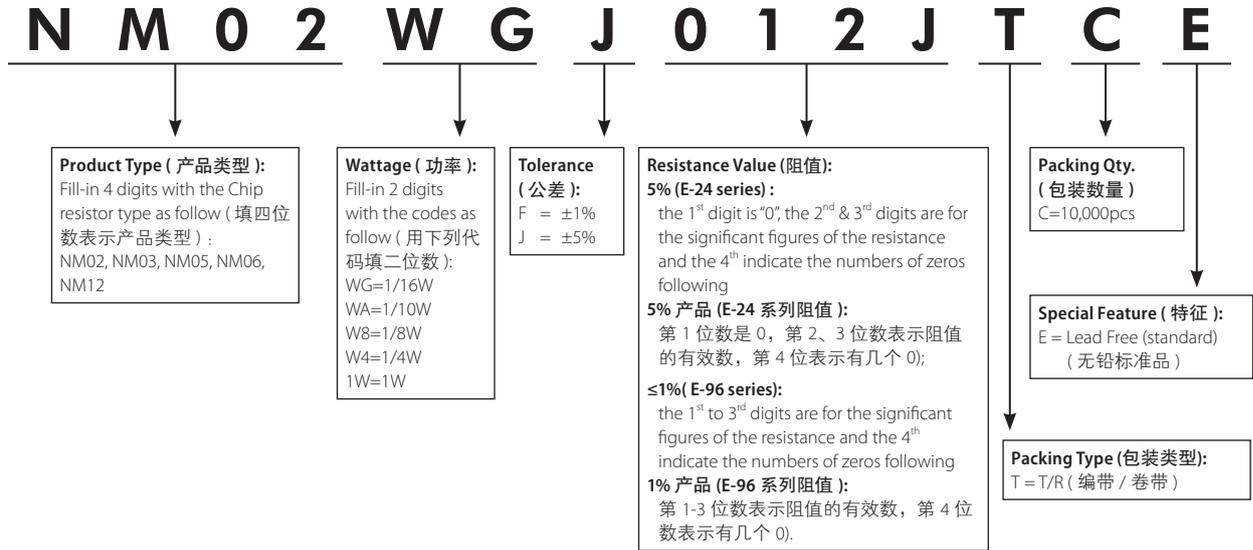 N M 0 2 W G J 0 1 2 J T C E
Product Type ( 产品类型 ):
Fill-in 4 digits with the Chip
resistor type as follow ( 填四位
数表示产品类型 ) :
NM02, NM03, NM05, NM06,
NM12
Wattage ( 功率 ):
Fill-in 2 digits
with the codes as
follow ( 用下列代
码填二位数 ):
WG=1/16W
WA=1/10W
W8=1/8W
W4=1/4W
1W=1W
Tolerance
( 公差 ):
F = ±1%
J = ±5%
Resistance Value (阻值):
5% (E-24 series) :
the 1st digit is "0", the 2nd & 3rd digits are for
the significant figures of the resistance
and the 4th indicate the numbers of zeros
following
5% 产品 (E-24 系列阻值 ):
第 1 位数是 0，第 2、3 位数表示阻值
的有效数，第 4 位表示有几个 0);
≤1%( E-96 series):
the 1st to 3rd digits are for the significant
figures of the resistance and the 4th
indicate the numbers of zeros following
1% 产品 (E-96 系列阻值 ):
第 1-3 位数表示阻值的有效数，第 4 位
数表示有几个 0).
Packing Qty.
( 包装数量 )
C=10,000pcs
Special Feature ( 特征 ):
E = Lead Free (standard)
( 无铅标准品 )
Packing Type (包装类型):
T = T/R ( 编带 / 卷带 )